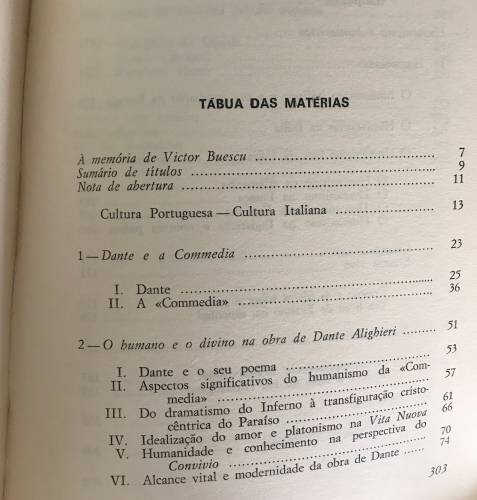 TÁBUA DAS MATÉRIAS
À memória de Victor Buescu ........................................ 7
Sumário de títulos ........................................ 9
Nota de abertura ........................................ 11
Cultura Portuguesa — Cultura Italiana .................... 13
1 — Dante e a Commedia ........................................ 23
I. Dante ........................................ 25
II. A «Commedia» ........................................ 36
2 — O humano e o divino na obra de Dante Alighieri ......... 51
I. Dante e o seu poema .............................. 53
II. Aspectos significativos do humanismo da «Com-
media» ........................................ 57
III. Do dramatismo do Inferno à transfiguração cristo-
cêntrica do Paraíso .............................. 61
IV. Idealização do amor e platonismo na Vita Nuova 66
V. Humanidade e conhecimento na perspectiva do
Convivio ........................................ 70
VI. Alcance vital e modernidade da obra de Dante ...... 74
303